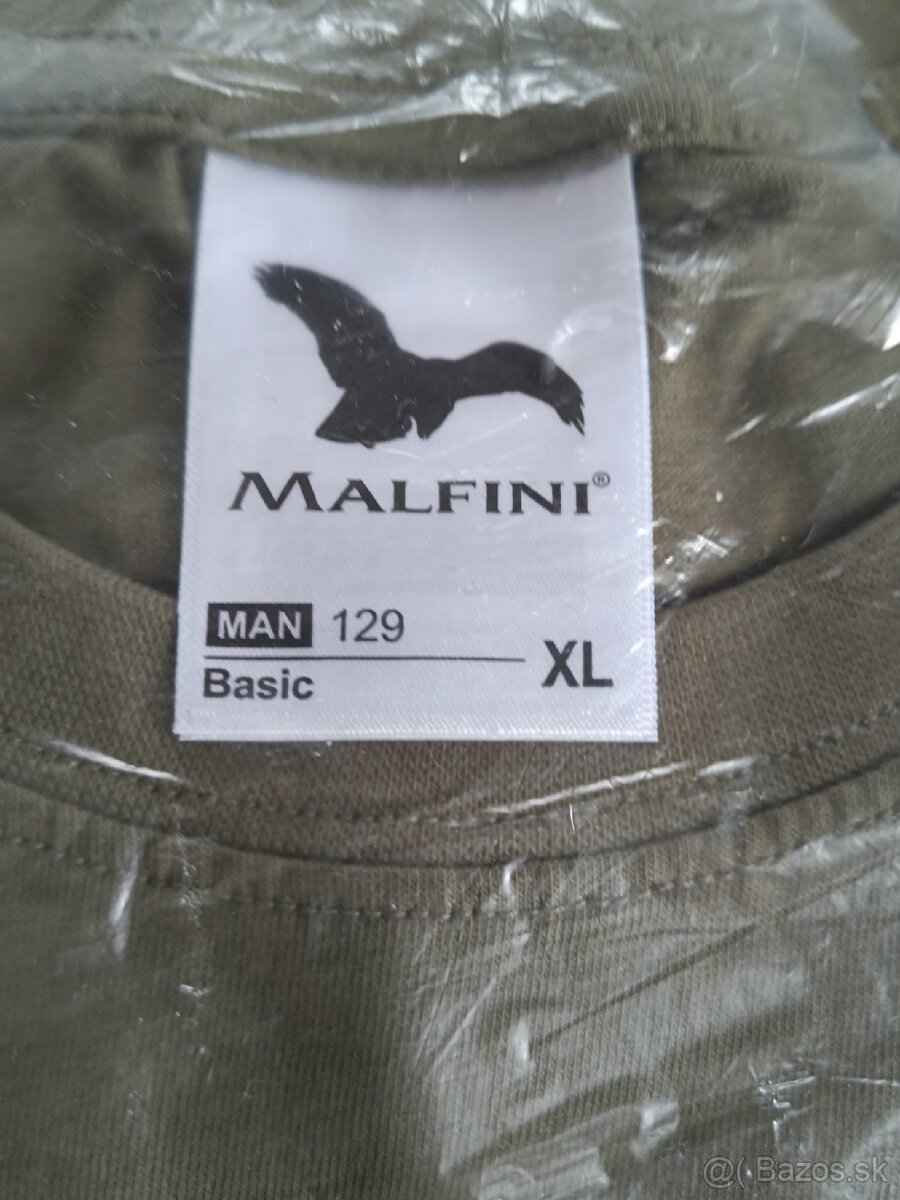 MALFINI®
MAN 129
XL
Basic
@( Bazos.sk